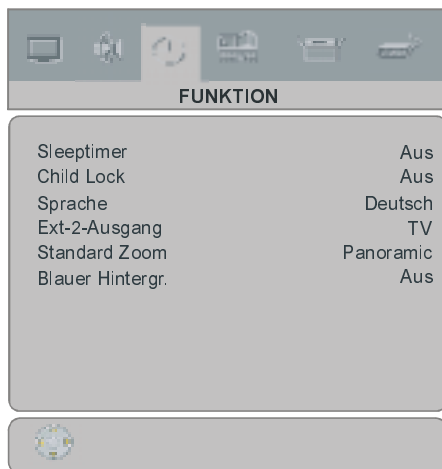 FUNKTION
Sleeptimer Aus
Child Lock Aus
Sprache Deutsch
Ext-2-Ausgang TV
Standard Zoom Panoramic
Blauer Hintergr. Aus